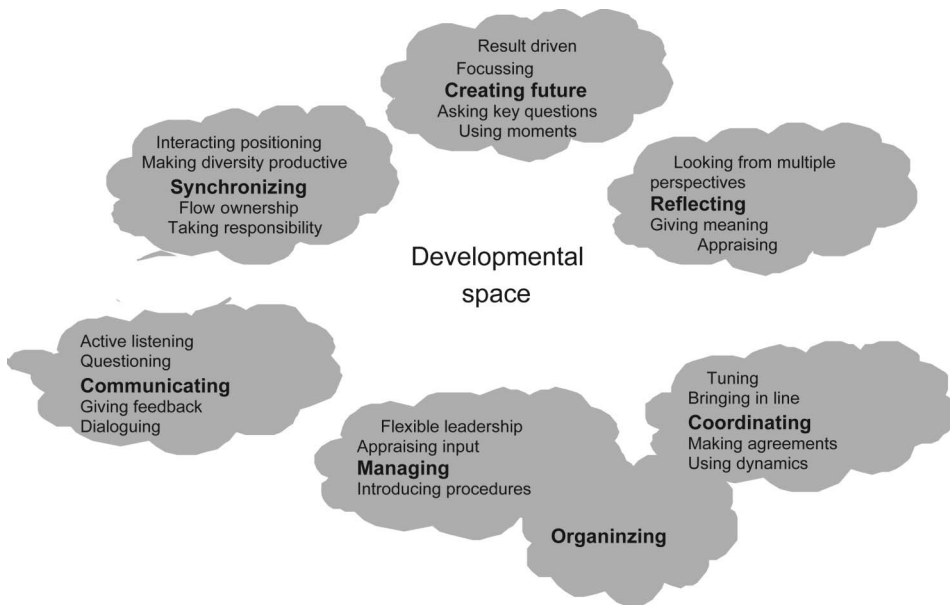 Result driven
Focussing
Creating future
Asking key questions
Using moments
Interacting positioning
Making diversity productive
Synchronizing
Flow ownership
Taking responsibility
Looking from multiple
perspectives
Reflecting
Giving meaning
Appraising
Developmental
space
Active listening
Questioning
Communicating
Giving feedback
Dialoguing
Flexible leadership
Appraising input
Managing
Introducing procedures
Tuning
Bringing in line
Coordinating
Making agreements
Using dynamics
Organinzing